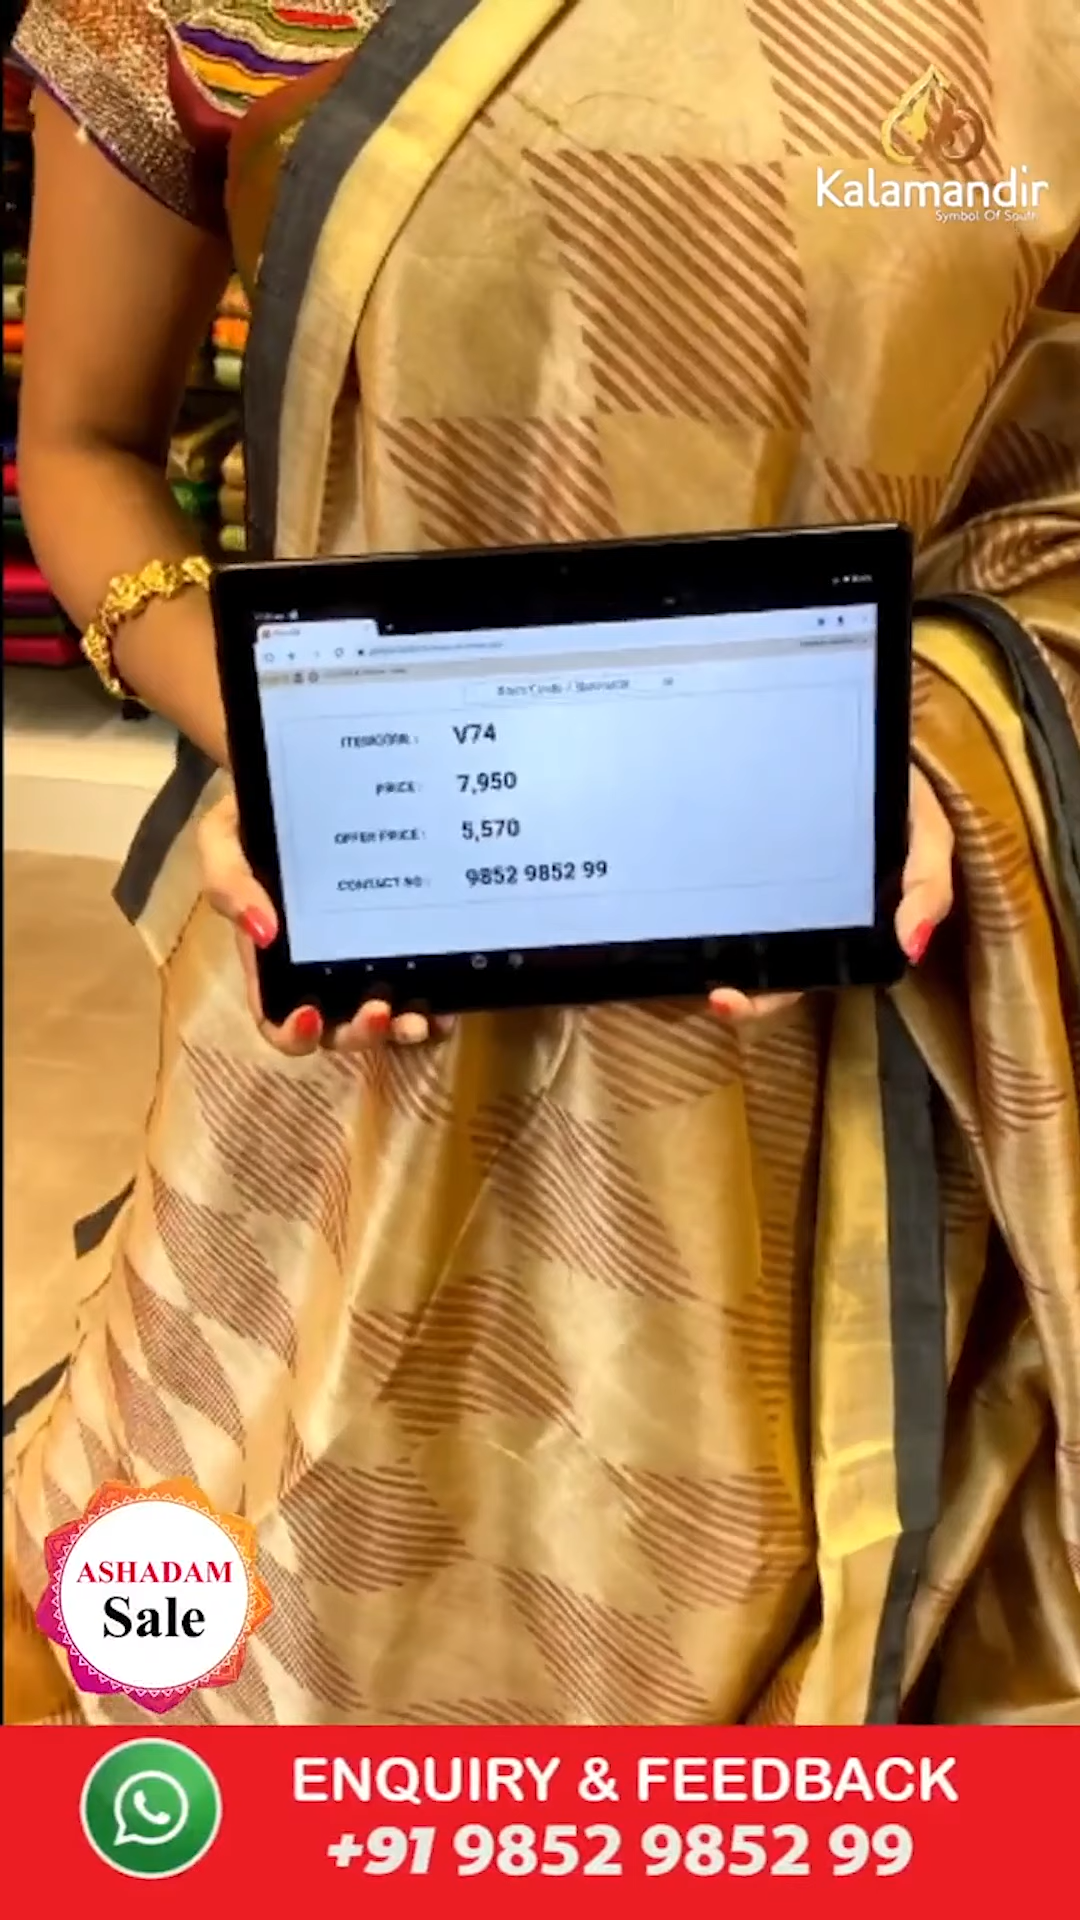 Kalamandir
Symbol Of South
V74
PRICE: 7,950
OFFER PRICE: 5,570
CONTACT NO: 9852 9852 99
ASHADAM
Sale
ENQUIRY & FEEDBACK
+91 9852 9852 99